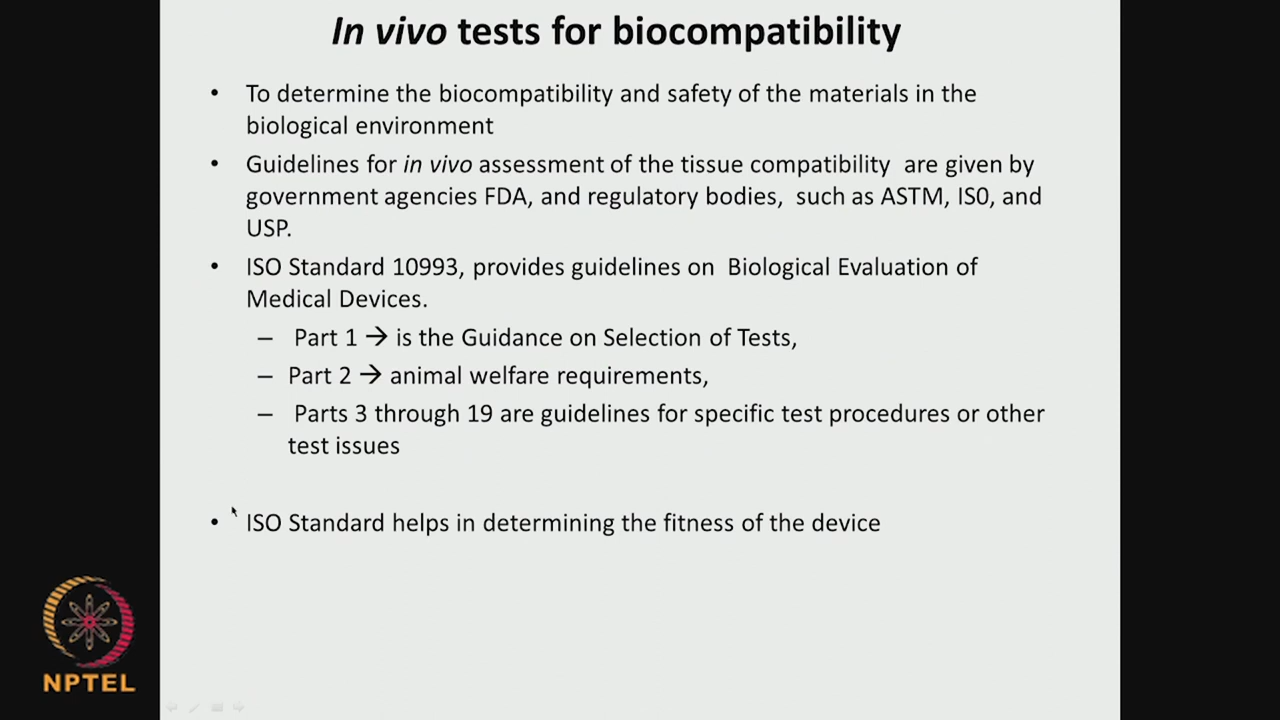 In vivo tests for biocompatibility
• To determine the biocompatibility and safety of the materials in the
biological environment
• Guidelines for in vivo assessment of the tissue compatibility are given by
government agencies FDA, and regulatory bodies, such as ASTM, IS0, and
USP.
• ISO Standard 10993, provides guidelines on Biological Evaluation of
Medical Devices.
– Part 1 → is the Guidance on Selection of Tests,
– Part 2 → animal welfare requirements,
– Parts 3 through 19 are guidelines for specific test procedures or other
test issues
• ISO Standard helps in determining the fitness of the device
NPTEL